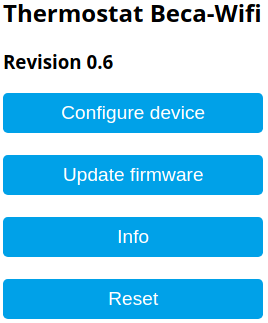 Thermostat Beca-Wifi
Revision 0.6
Configure device
Update firmware
Info
Reset